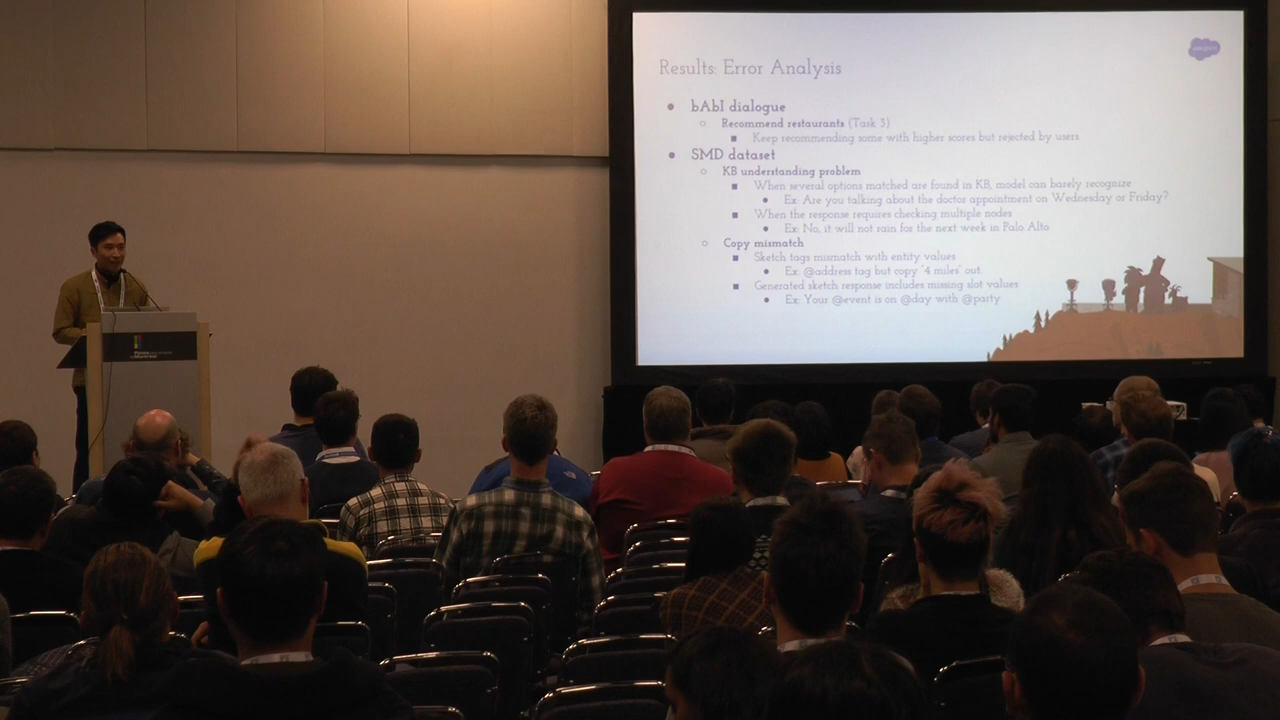 salesforce
Results: Error Analysis
● bAbI dialogue
○ Recommend restaurants (Task 3)
■ Keep recommending some with higher scores but rejected by users
● SMD dataset
○ KB understanding problem
■ When several options matched are found in KB, model can barely recognize
● Ex: Are you talking about the doctor appointment on Wednesday or Friday?
■ When the response requires checking multiple nodes
● Ex: No, it will not rain for the next week in Palo Alto
○ Copy mismatch
■ Sketch tags mismatch with entity values
● Ex: @address tag but copy "4 miles" out.
■ Generated sketch response includes missing slot values
● Ex: Your @event is on @day with @party